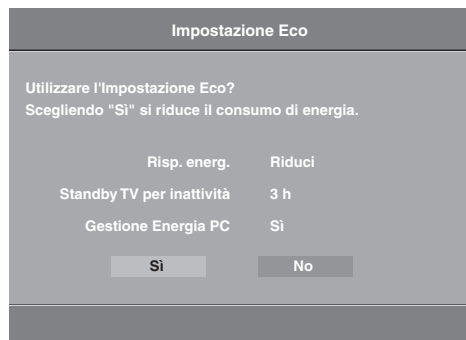 Impostazione Eco
Utilizzare l'Impostazione Eco?
Scegliendo "Sì" si riduce il consumo di energia.
Risp. energ. Riduci
Standby TV per inattività 3 h
Gestione Energia PC Sì
Sì No